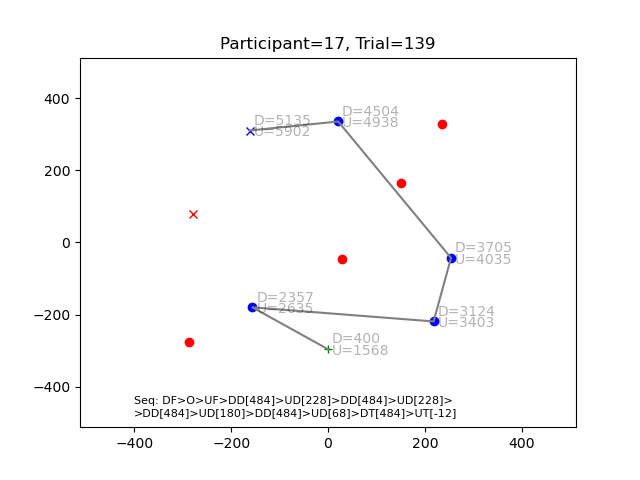 Participant=17, Trial=139
400
200
0
−200
−400
D=5135
U=5902
D=4504
U=4938
D=3705
U=4035
D=2357
U=2635
D=3124
U=3403
D=400
U=1568
Seq: DF>O>UF>DD[484]>UD[228]>DD[484]>UD[228]>
>DD[484]>UD[180]>DD[484]>UD[68]>DT[484]>UT[-12]
−400 −200 0 200 400